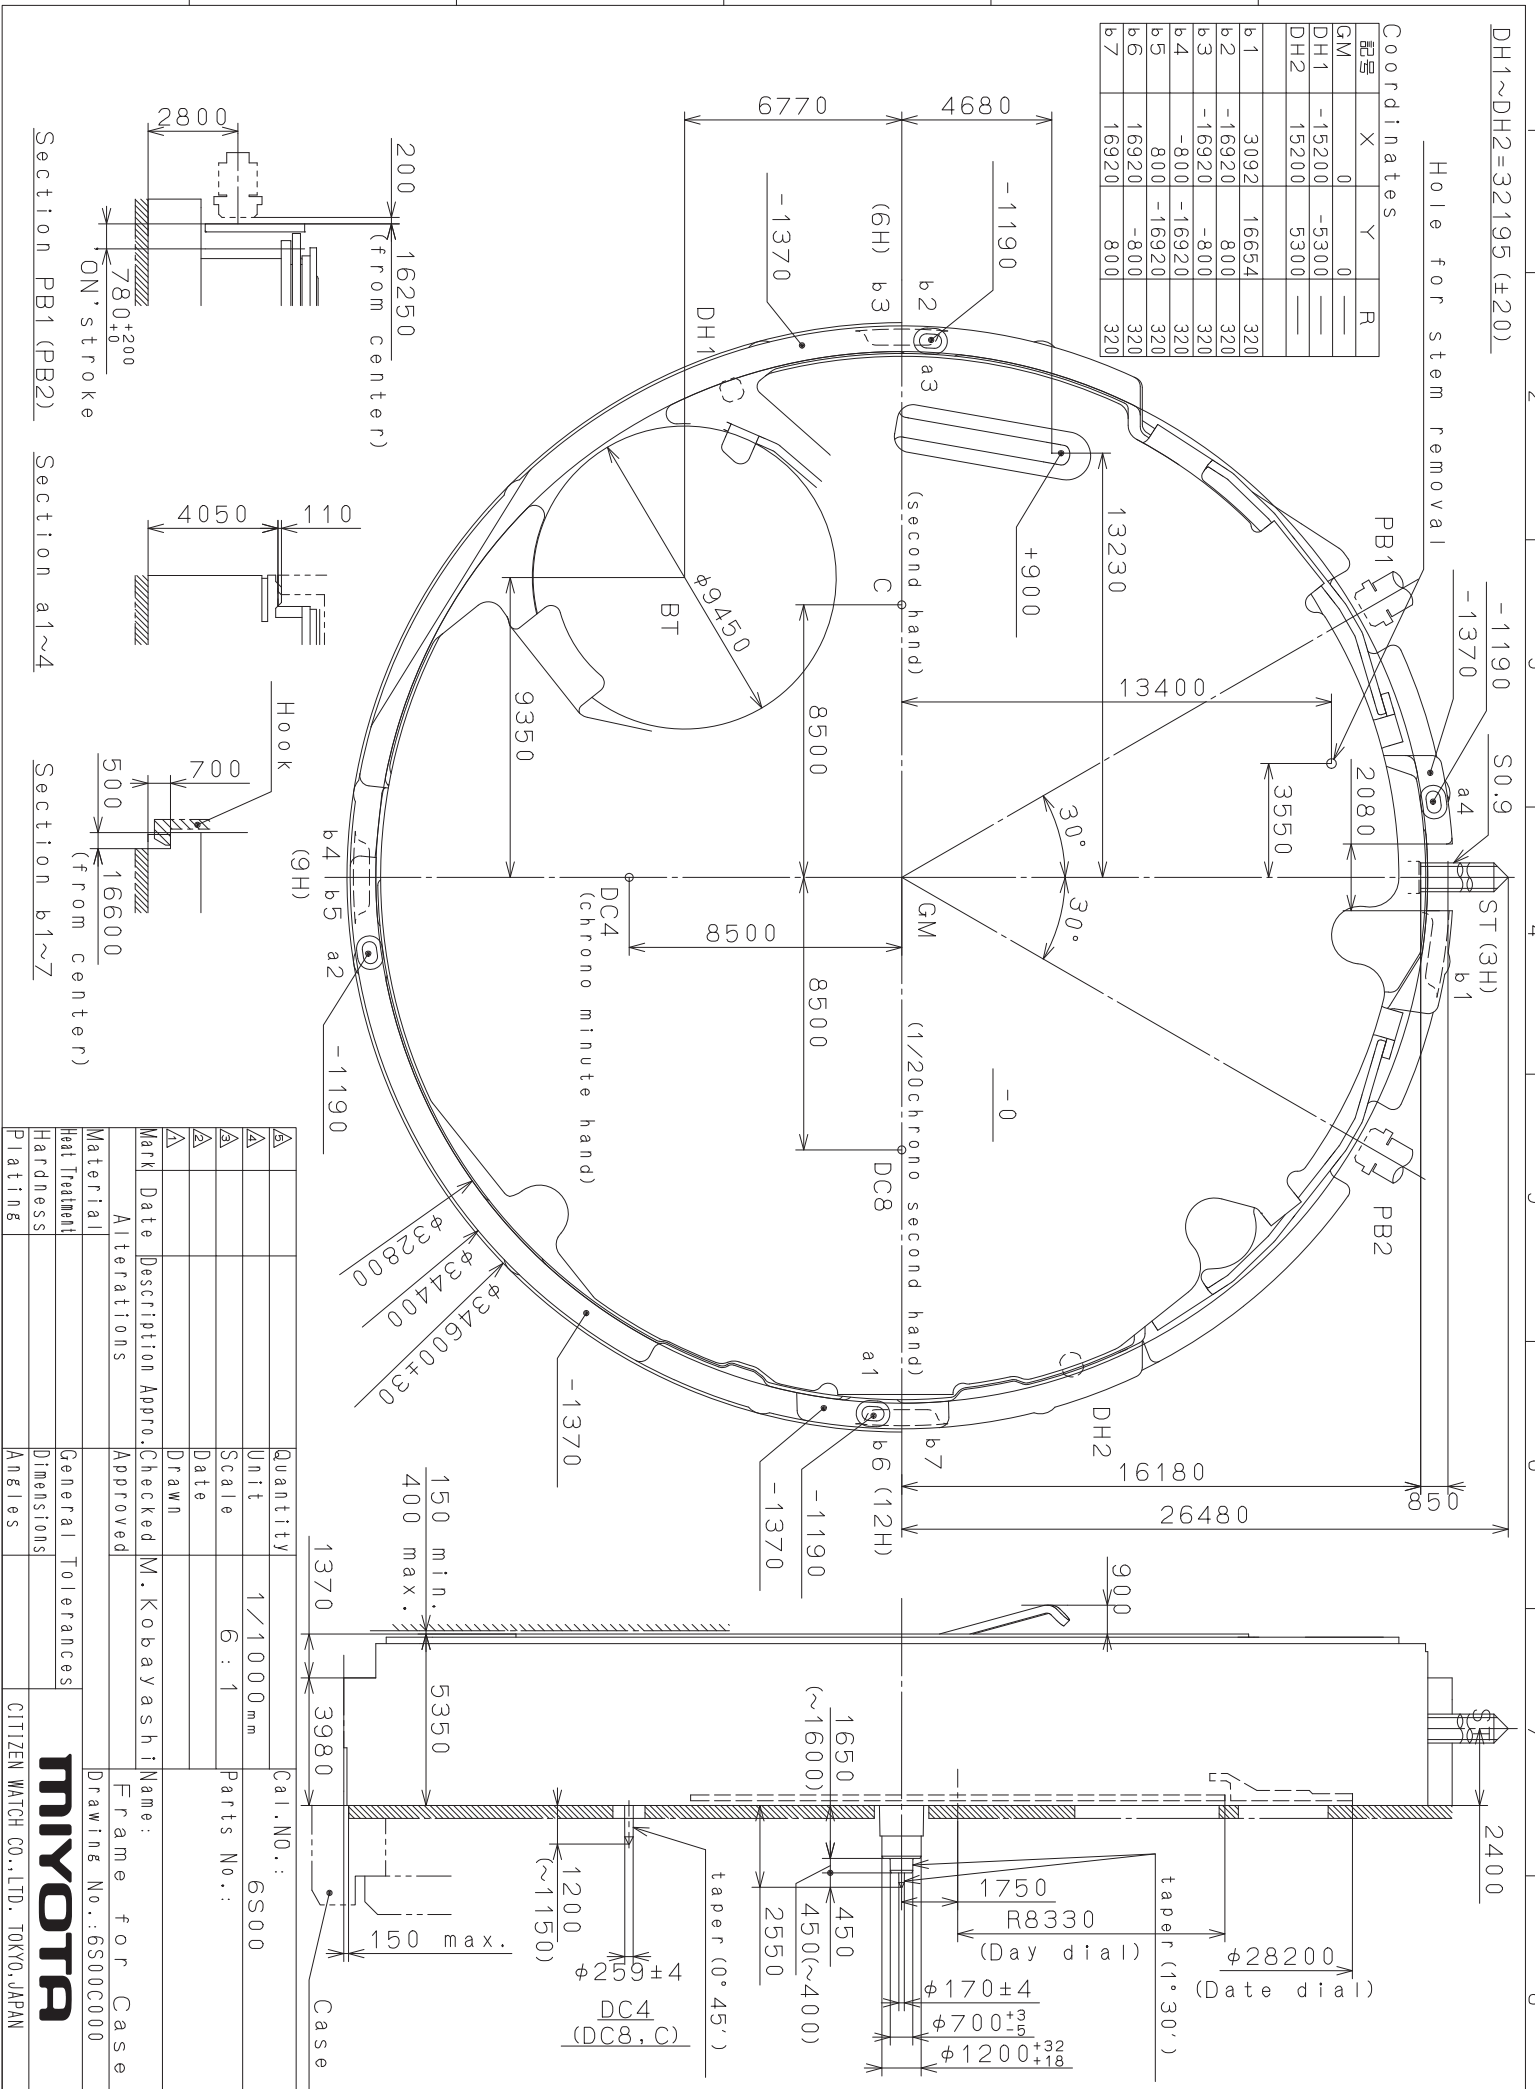 DH1~DH2=32195 (±20)
Coordinates
記号 X Y R
GM 0 0 —
DH1 -15200 -5300 —
DH2 15200 5300 —
b1 3092 16654 320
b2 -16920 800 320
b3 -16920 -800 320
b4 -800 -16920 320
b5 800 -16920 320
b6 16920 -800 320
b7 16920 800 320
Hole for stem removal
PB1
-1190
-1370
S0.9
a4
2080
ST (3H)
b1
PB2
13400
3550
13230
4680
6770
-1190
-1370
(6H)
b3
b2
a3
DH1
+900
(second hand)
C
8500
8500
8500
30°
30°
GM
-0
(1/20chrono second hand)
DC8
DC4
(chrono minute hand)
φ9450
BT
9350
b4 b5 a2
(9H)
-1190
φ32800
φ34400
φ34600±30
-1370
a1
b6 (12H)
b7
DH2
-1190
-1370
16180
850
26480
200
16250
(from center)
2800
780+200+0
ON'stroke
Section PB1 (PB2)
4050
110
Section a1~4
Hook
700
500
16600
(from center)
Section b1~7
900
150 min.
400 max.
5350
1370
3980
ST
2400
1650
(~1600)
450
450(~400)
2550
1200
(~1150)
taper (0°45')
taper (1°30')
1750
R8330
(Day dial)
φ28200
(Date dial)
φ170±4
φ700+3-5
φ1200+32+18
φ259±4
DC4
(DC8, C)
150 max.
Case
5
4
3
2
1
Mark Date Description Appro.
Alterations
Material
Heat Treatment
Hardness
Plating
Quantity
Unit 1/1000mm
Scale 6:1
Date
Drawn
Checked M. Kobayashi
Approved
General Tolerances
Dimensions
Angles
Cal. NO.: 6S00
Parts No.:
Name:
Frame for Case
Drawing No.:6S00C000
MIYOTA
CITIZEN WATCH CO., LTD. TOKYO, JAPAN